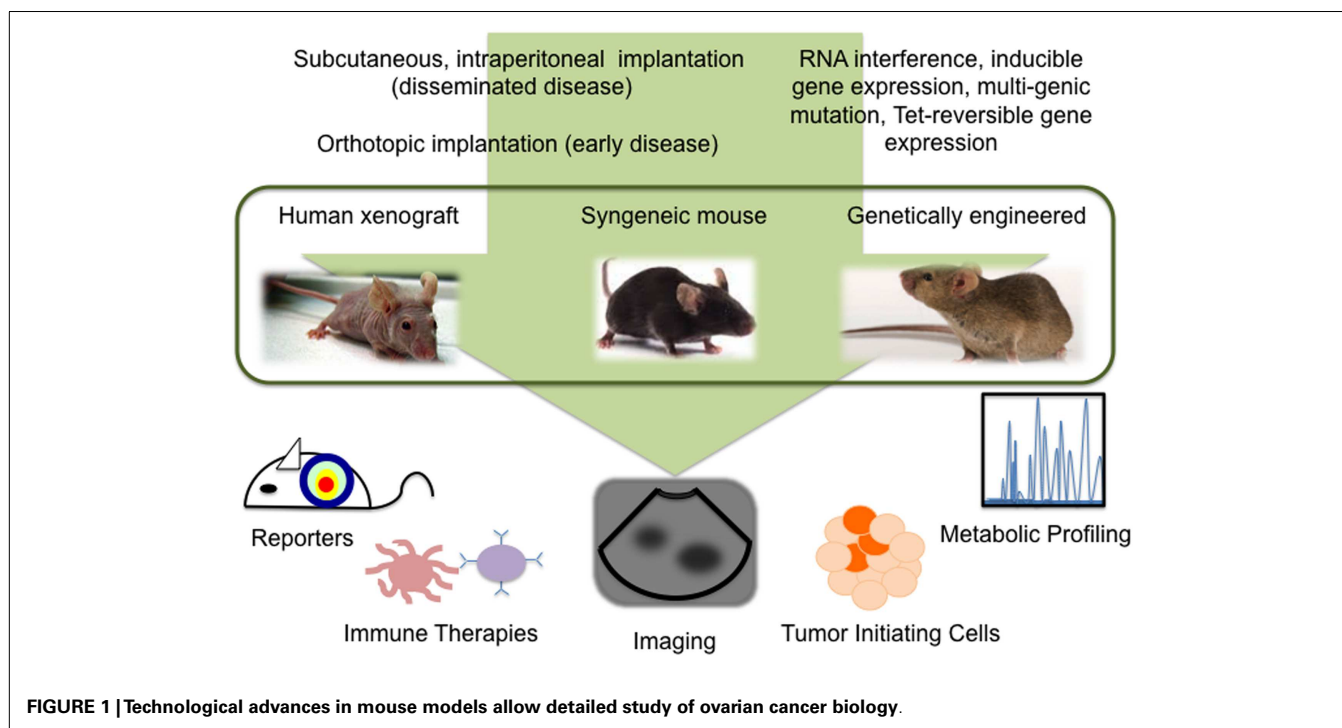 Subcutaneous, intraperitoneal implantation
(disseminated disease)
Orthotopic implantation (early disease)
RNA interference, inducible
gene expression, multi-genic
mutation, Tet-reversible gene
expression
Human xenograft
Syngeneic mouse
Genetically engineered
Reporters
Immune Therapies
Imaging
Tumor Initiating Cells
Metabolic Profiling
FIGURE 1 | Technological advances in mouse models allow detailed study of ovarian cancer biology.